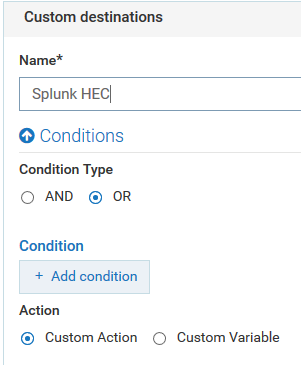 Custom destinations
Name*
Splunk HEC
Conditions
Condition Type
AND OR
Condition
+ Add condition
Action
Custom Action Custom Variable